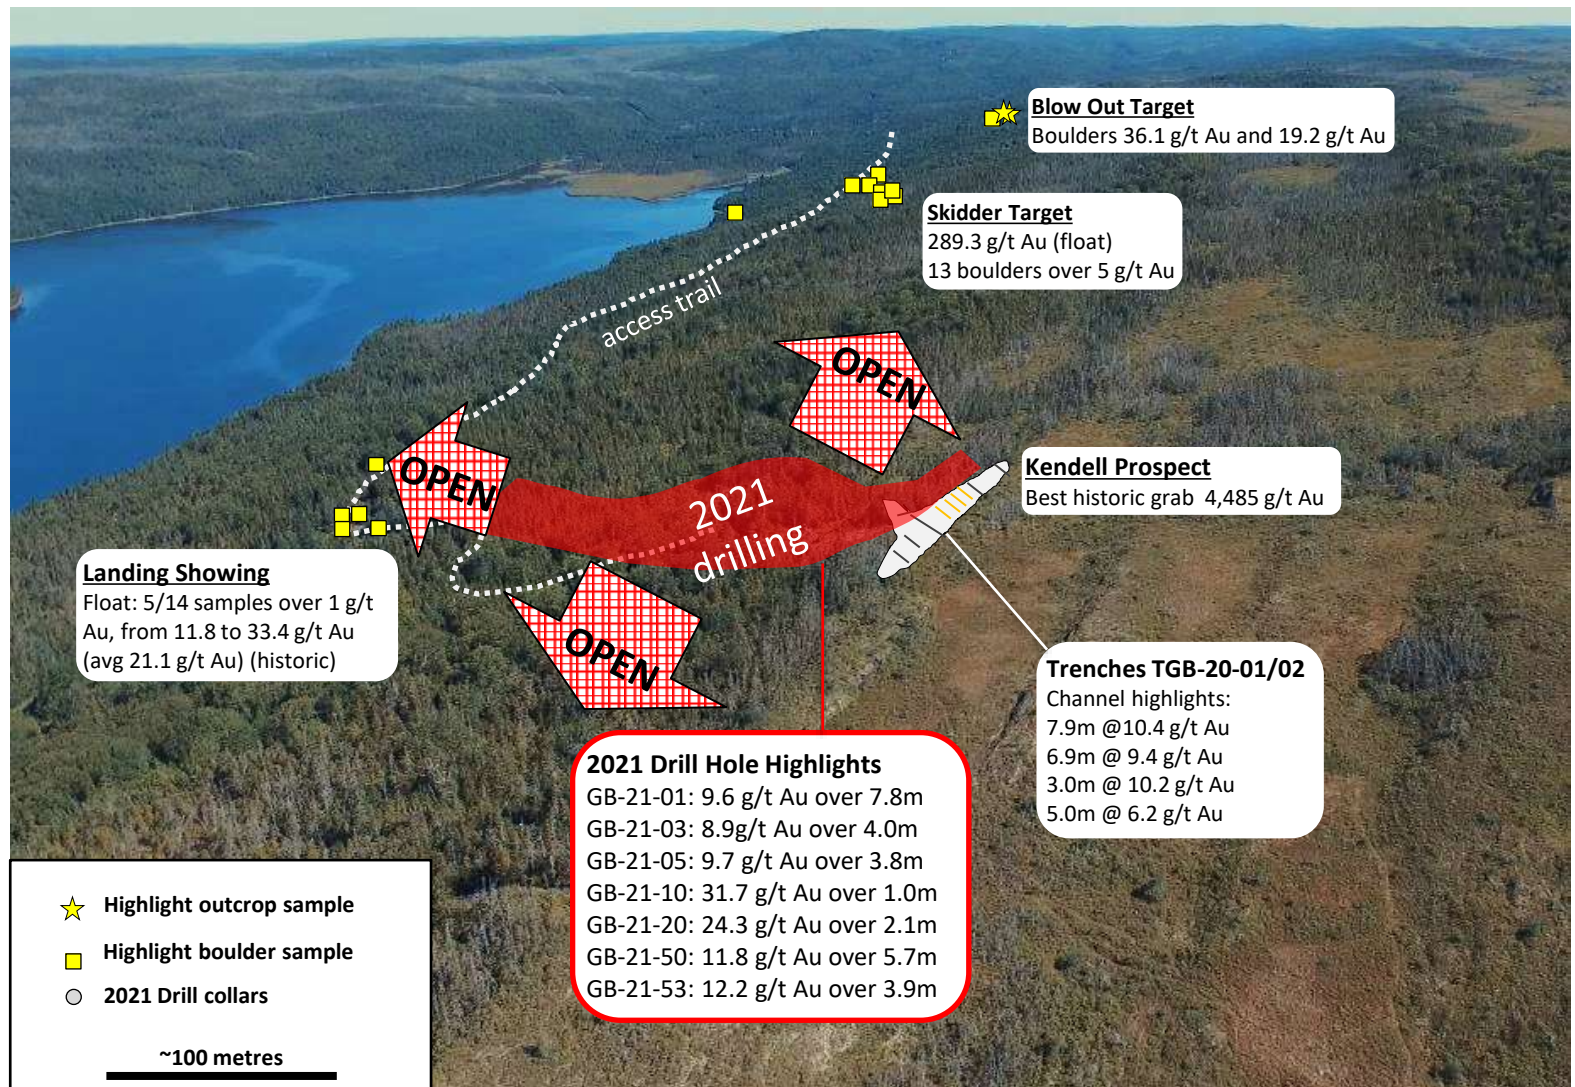 Blow Out Target
Boulders 36.1 g/t Au and 19.2 g/t Au
Skidder Target
289.3 g/t Au (float)
13 boulders over 5 g/t Au
access trail
OPEN
OPEN
Kendell Prospect
Best historic grab  4,485 g/t Au
2021
drilling
Landing Showing
Float: 5/14 samples over 1 g/t
Au, from 11.8 to 33.4 g/t Au
(avg 21.1 g/t Au) (historic)
OPEN
Trenches TGB-20-01/02
Channel highlights:
7.9m @10.4 g/t Au
6.9m @ 9.4 g/t Au
3.0m @ 10.2 g/t Au
5.0m @ 6.2 g/t Au
2021 Drill Hole Highlights
GB-21-01: 9.6 g/t Au over 7.8m
GB-21-03: 8.9g/t Au over 4.0m
GB-21-05: 9.7 g/t Au over 3.8m
GB-21-10: 31.7 g/t Au over 1.0m
GB-21-20: 24.3 g/t Au over 2.1m
GB-21-50: 11.8 g/t Au over 5.7m
GB-21-53: 12.2 g/t Au over 3.9m
Highlight outcrop sample
Highlight boulder sample
2021 Drill collars
~100 metres